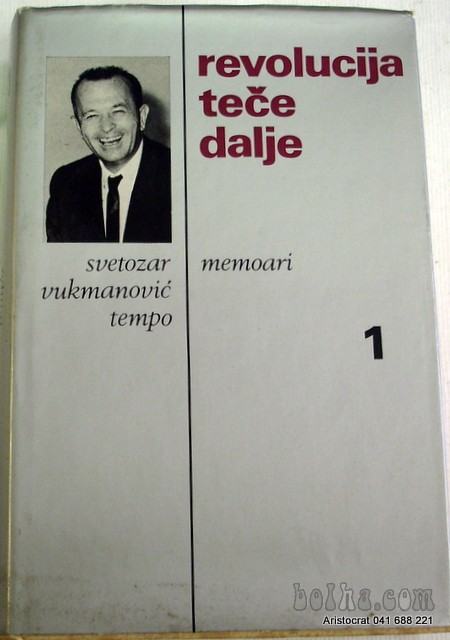 revolucija
teče
dalje
svetozar
vukmanović
tempo
memoari
1
bolha.com
Aristocrat 041 688 221